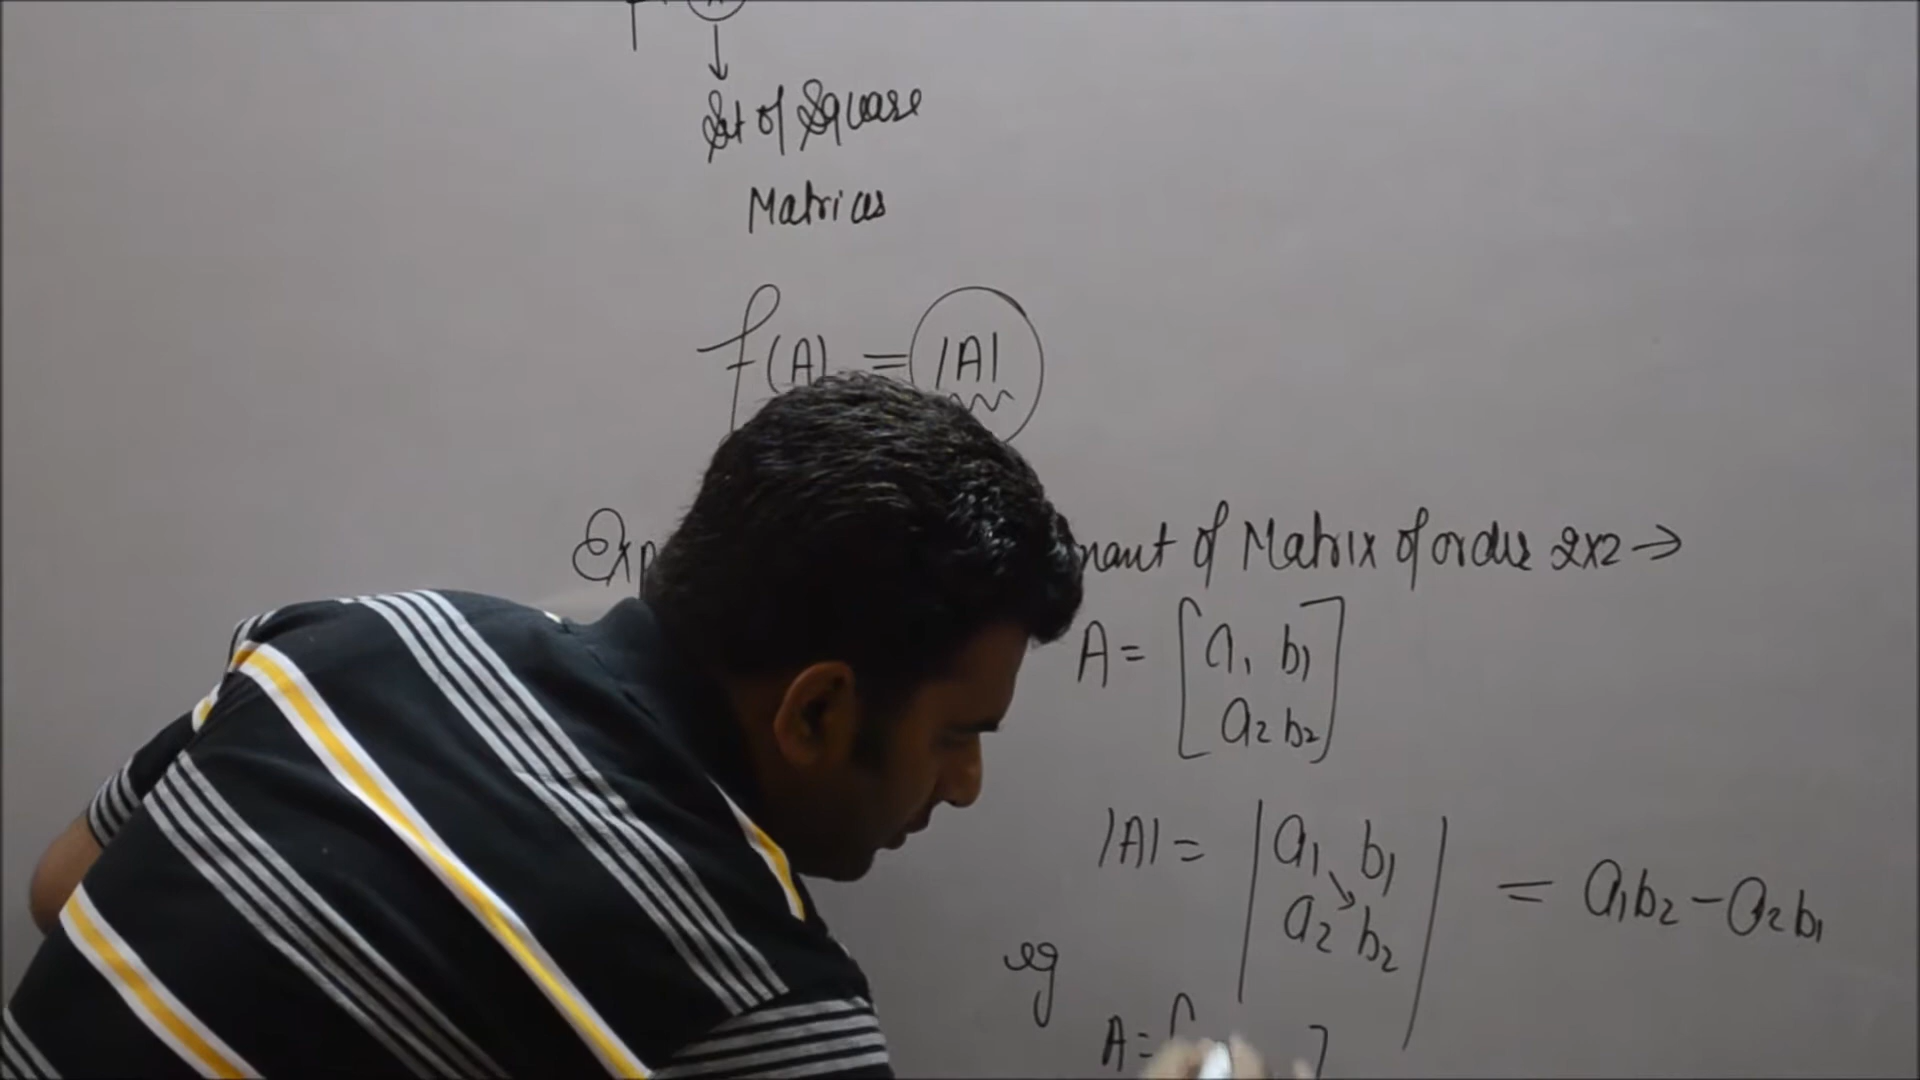 Set of Square
Matrices
f(A) = |A|
nant of Matrix of order 2x2 →
A = [a1 b1
a2 b2]
|A| = |a1 b1
a2 b2| = a1b2 - a2b1
eg
A = [ ]